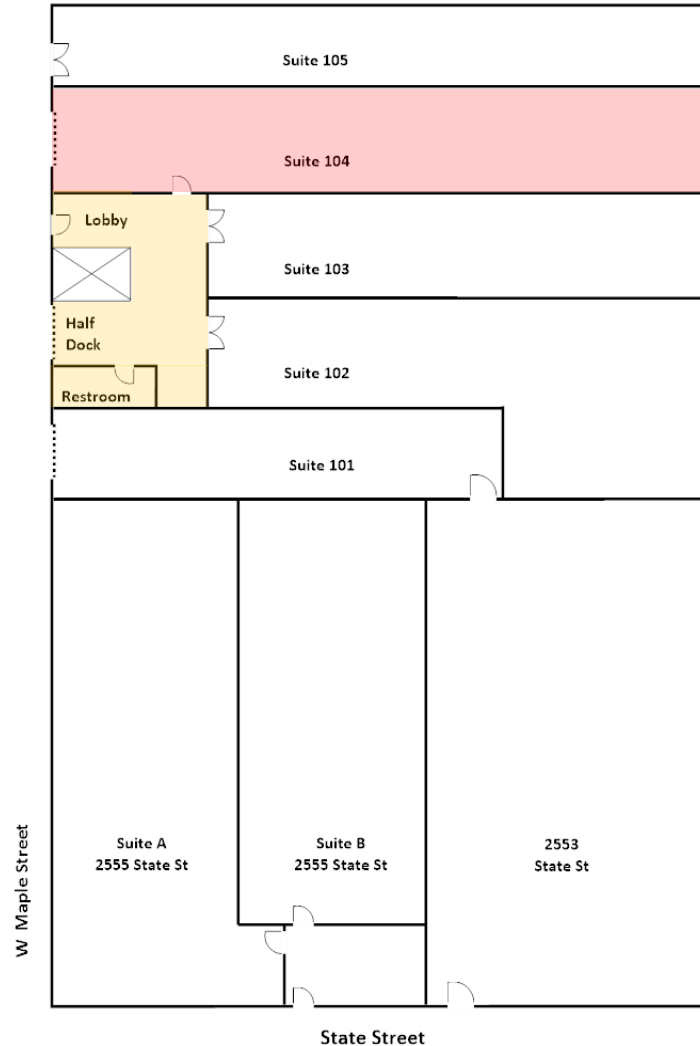 Suite 105
Suite 104
Lobby
Suite 103
Half
Dock
Suite 102
Restroom
Suite 101
Suite A
2555 State St
Suite B
2555 State St
2553
State St
W Maple Street
State Street